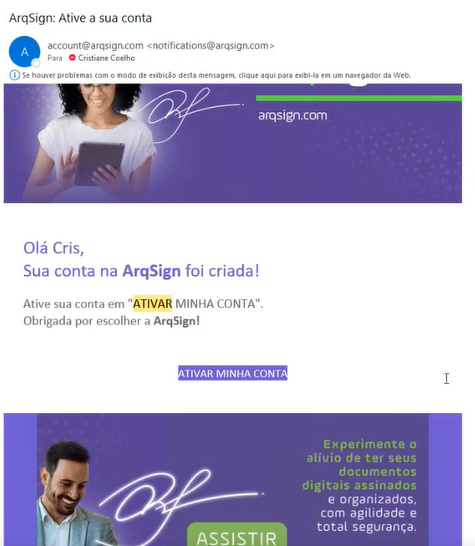 ArqSign: Ative a sua conta
A
account@arqsign.com <notifications@arqsign.com>
Para Cristiane Coelho
Se houver problemas com o modo de exibição desta mensagem, clique aqui para exibi-la em um navegador da Web.
arqsign.com
Olá Cris,
Sua conta na ArqSign foi criada!
Ative sua conta em "ATIVAR MINHA CONTA".
Obrigada por escolher a ArqSign!
ATIVAR MINHA CONTA
Experimente o
alívio de ter seus
documentos
digitais assinados
e organizados,
com agilidade e
total segurança.
ASSISTIR